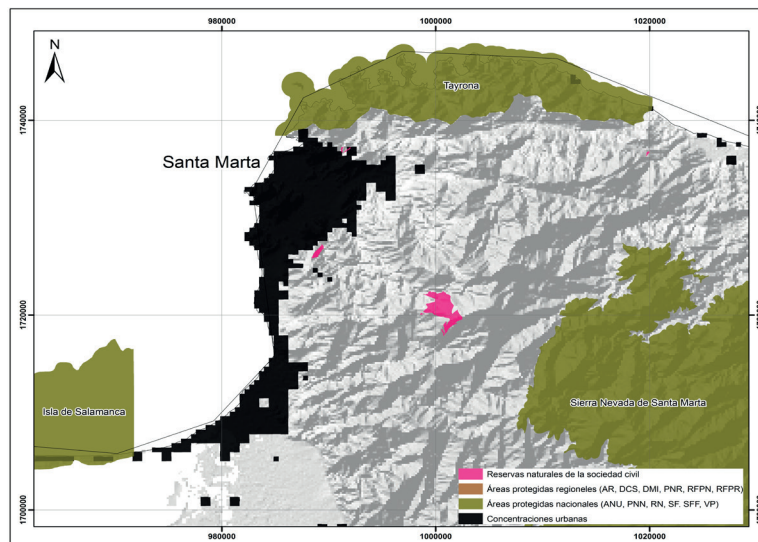 980000 1000000 1020000
N
Tayrona
1740000
Santa Marta
1720000
Isla de Salamanca
Sierra Nevada de Santa Marta
Reservas naturales de la sociedad civil
Áreas protegidas regionales (AR, DCS, DMI, PNR, RFPN, RFPR)
Áreas protegidas nacionales (ANU, PNN, RN, SF. SFF, VP)
Concentraciones urbanas
1700000
980000 1000000 1020000